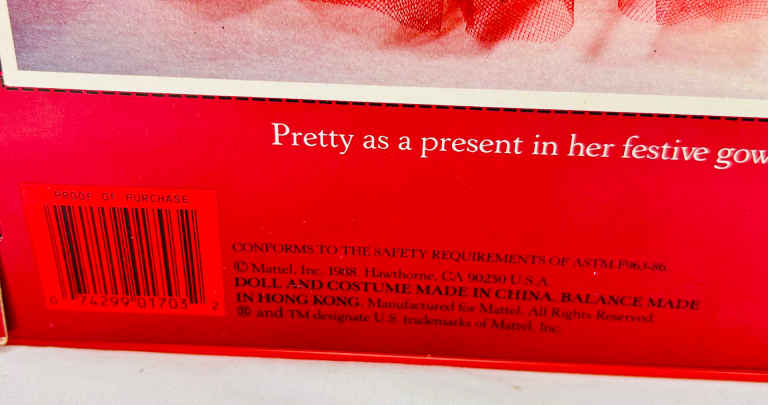 Pretty as a present in her festive gow
PROOF OF PURCHASE
0 74299 01703 2
CONFORMS TO THE SAFETY REQUIREMENTS OF ASTM F963-86.
© Mattel, Inc. 1988. Hawthorne, CA 90250 U.S.A.
DOLL AND COSTUME MADE IN CHINA. BALANCE MADE
IN HONG KONG. Manufactured for Mattel. All Rights Reserved.
® and TM designate U.S. trademarks of Mattel, Inc.